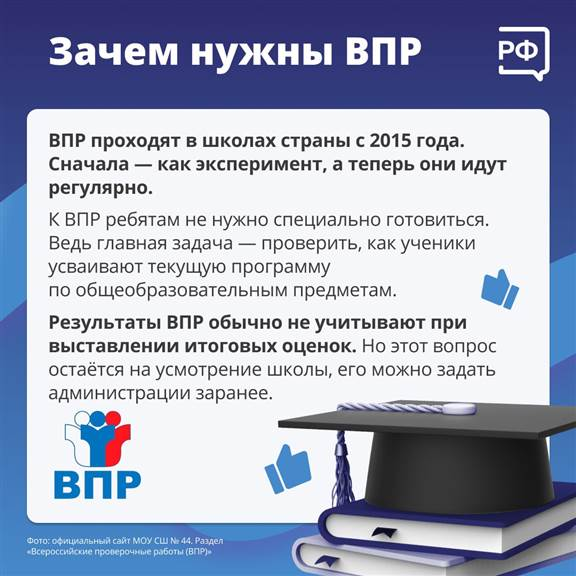 Зачем нужны ВПР
РФ
ВПР проходят в школах страны с 2015 года.
Сначала — как эксперимент, а теперь они идут
регулярно.
К ВПР ребятам не нужно специально готовиться.
Ведь главная задача — проверить, как ученики
усваивают текущую программу
по общеобразовательным предметам.
Результаты ВПР обычно не учитывают при
выставлении итоговых оценок. Но этот вопрос
остаётся на усмотрение школы, его можно задать
администрации заранее.
ВПР
Фото: официальный сайт МОУ СШ № 44. Раздел
«Всероссийские проверочные работы (ВПР)»